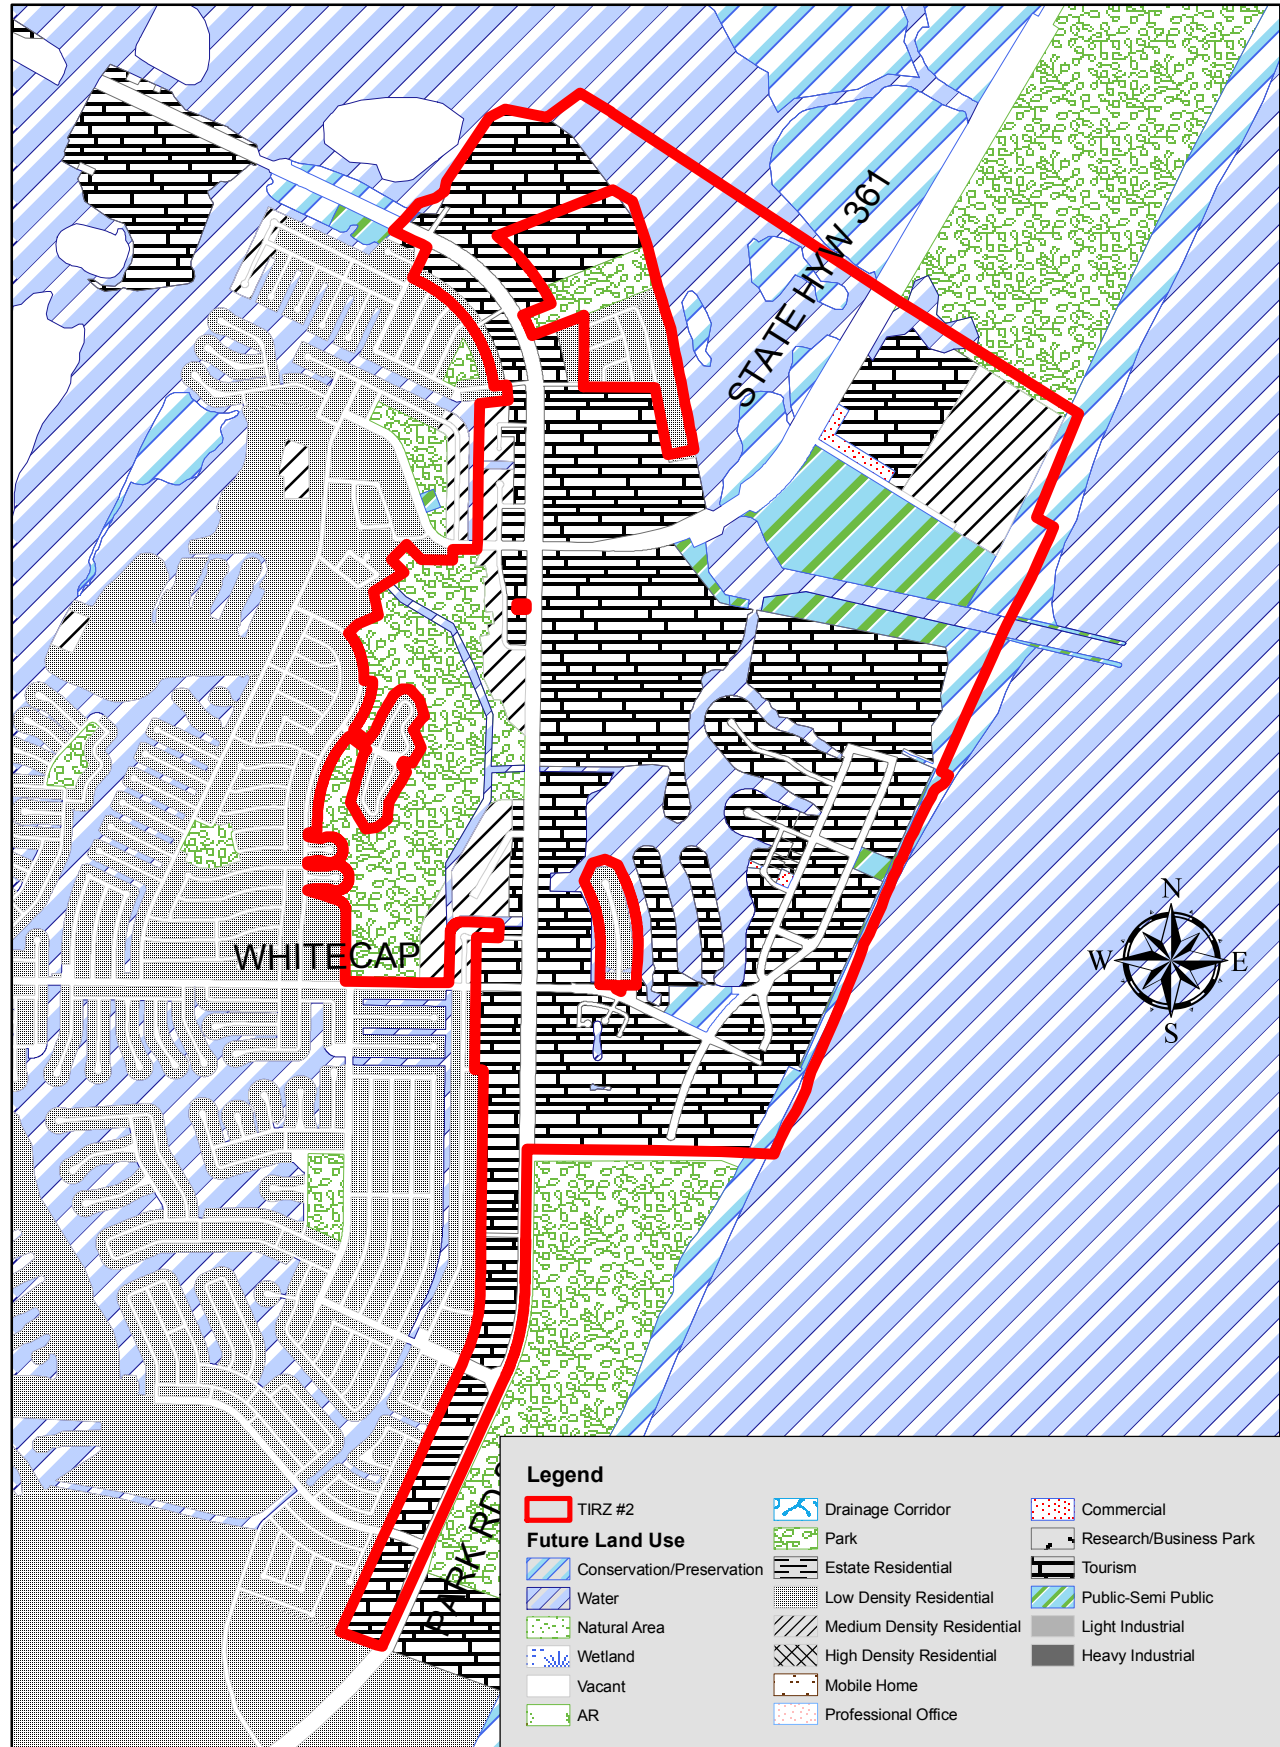 STATE HYW 361
N
W
E
S
WHITECAP
PARK RD
Legend
TIRZ #2
Future Land Use
Conservation/Preservation
Water
Natural Area
Wetland
Vacant
AR
Drainage Corridor
Park
Estate Residential
Low Density Residential
Medium Density Residential
High Density Residential
Mobile Home
Professional Office
Commercial
Research/Business Park
Tourism
Public-Semi Public
Light Industrial
Heavy Industrial